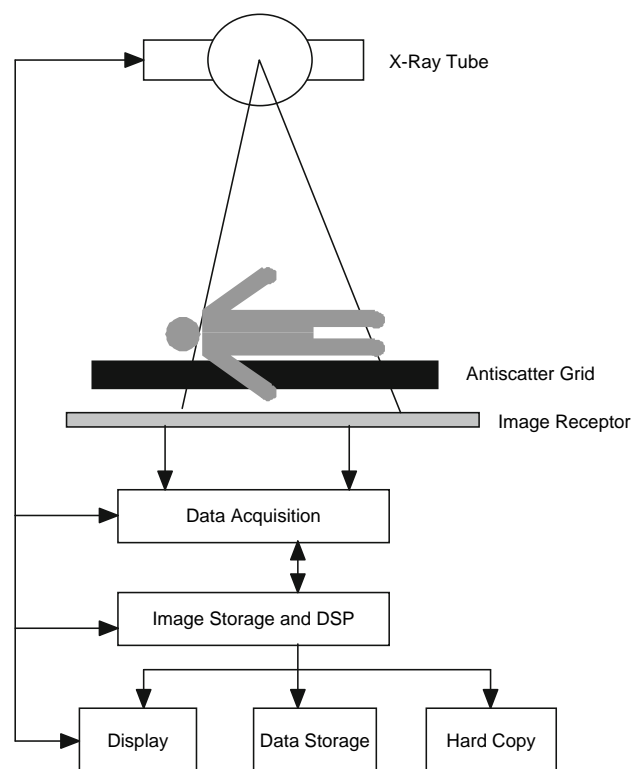 X-Ray Tube
Antiscatter Grid
Image Receptor
Data Acquisition
Image Storage and DSP
Display
Data Storage
Hard Copy